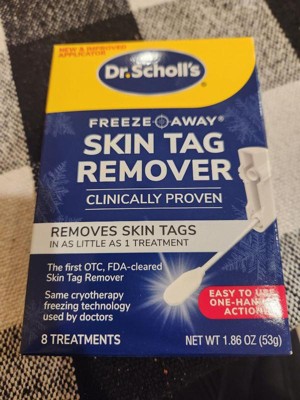 NEW & IMPROVED
APPLICATOR
Dr. Scholl's
FREEZE AWAY®
SKIN TAG
REMOVER
CLINICALLY PROVEN
REMOVES SKIN TAGS
IN AS LITTLE AS 1 TREATMENT
The first OTC, FDA-cleared
Skin Tag Remover
Same cryotherapy
freezing technology
used by doctors
EASY TO USE
ONE-HAND
ACTION
8 TREATMENTS
NET WT 1.86 OZ (53g)